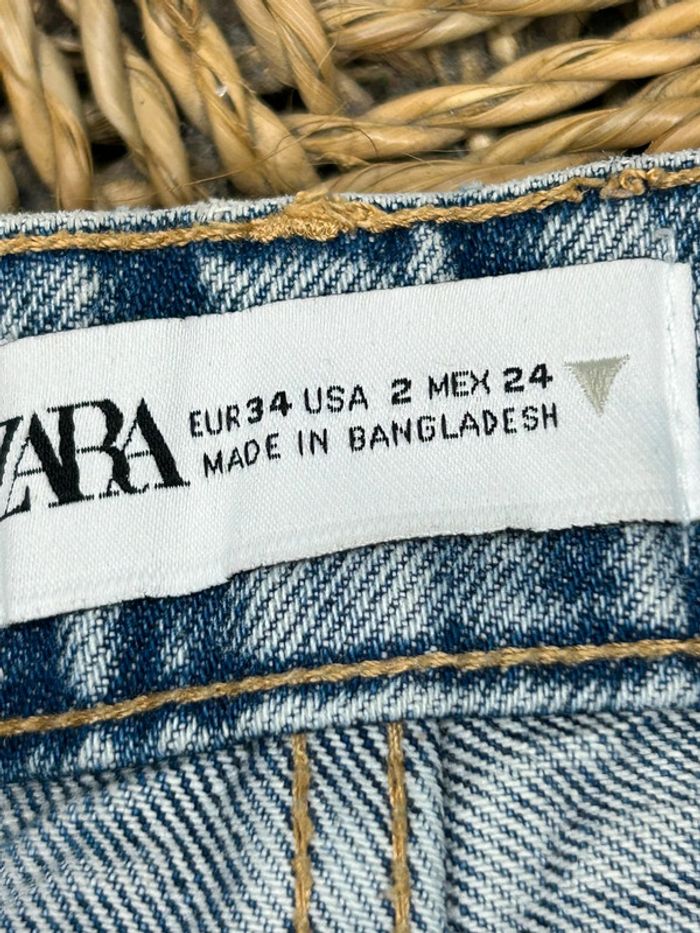 ZARA
EUR 34 USA 2 MEX 24
MADE IN BANGLADESH